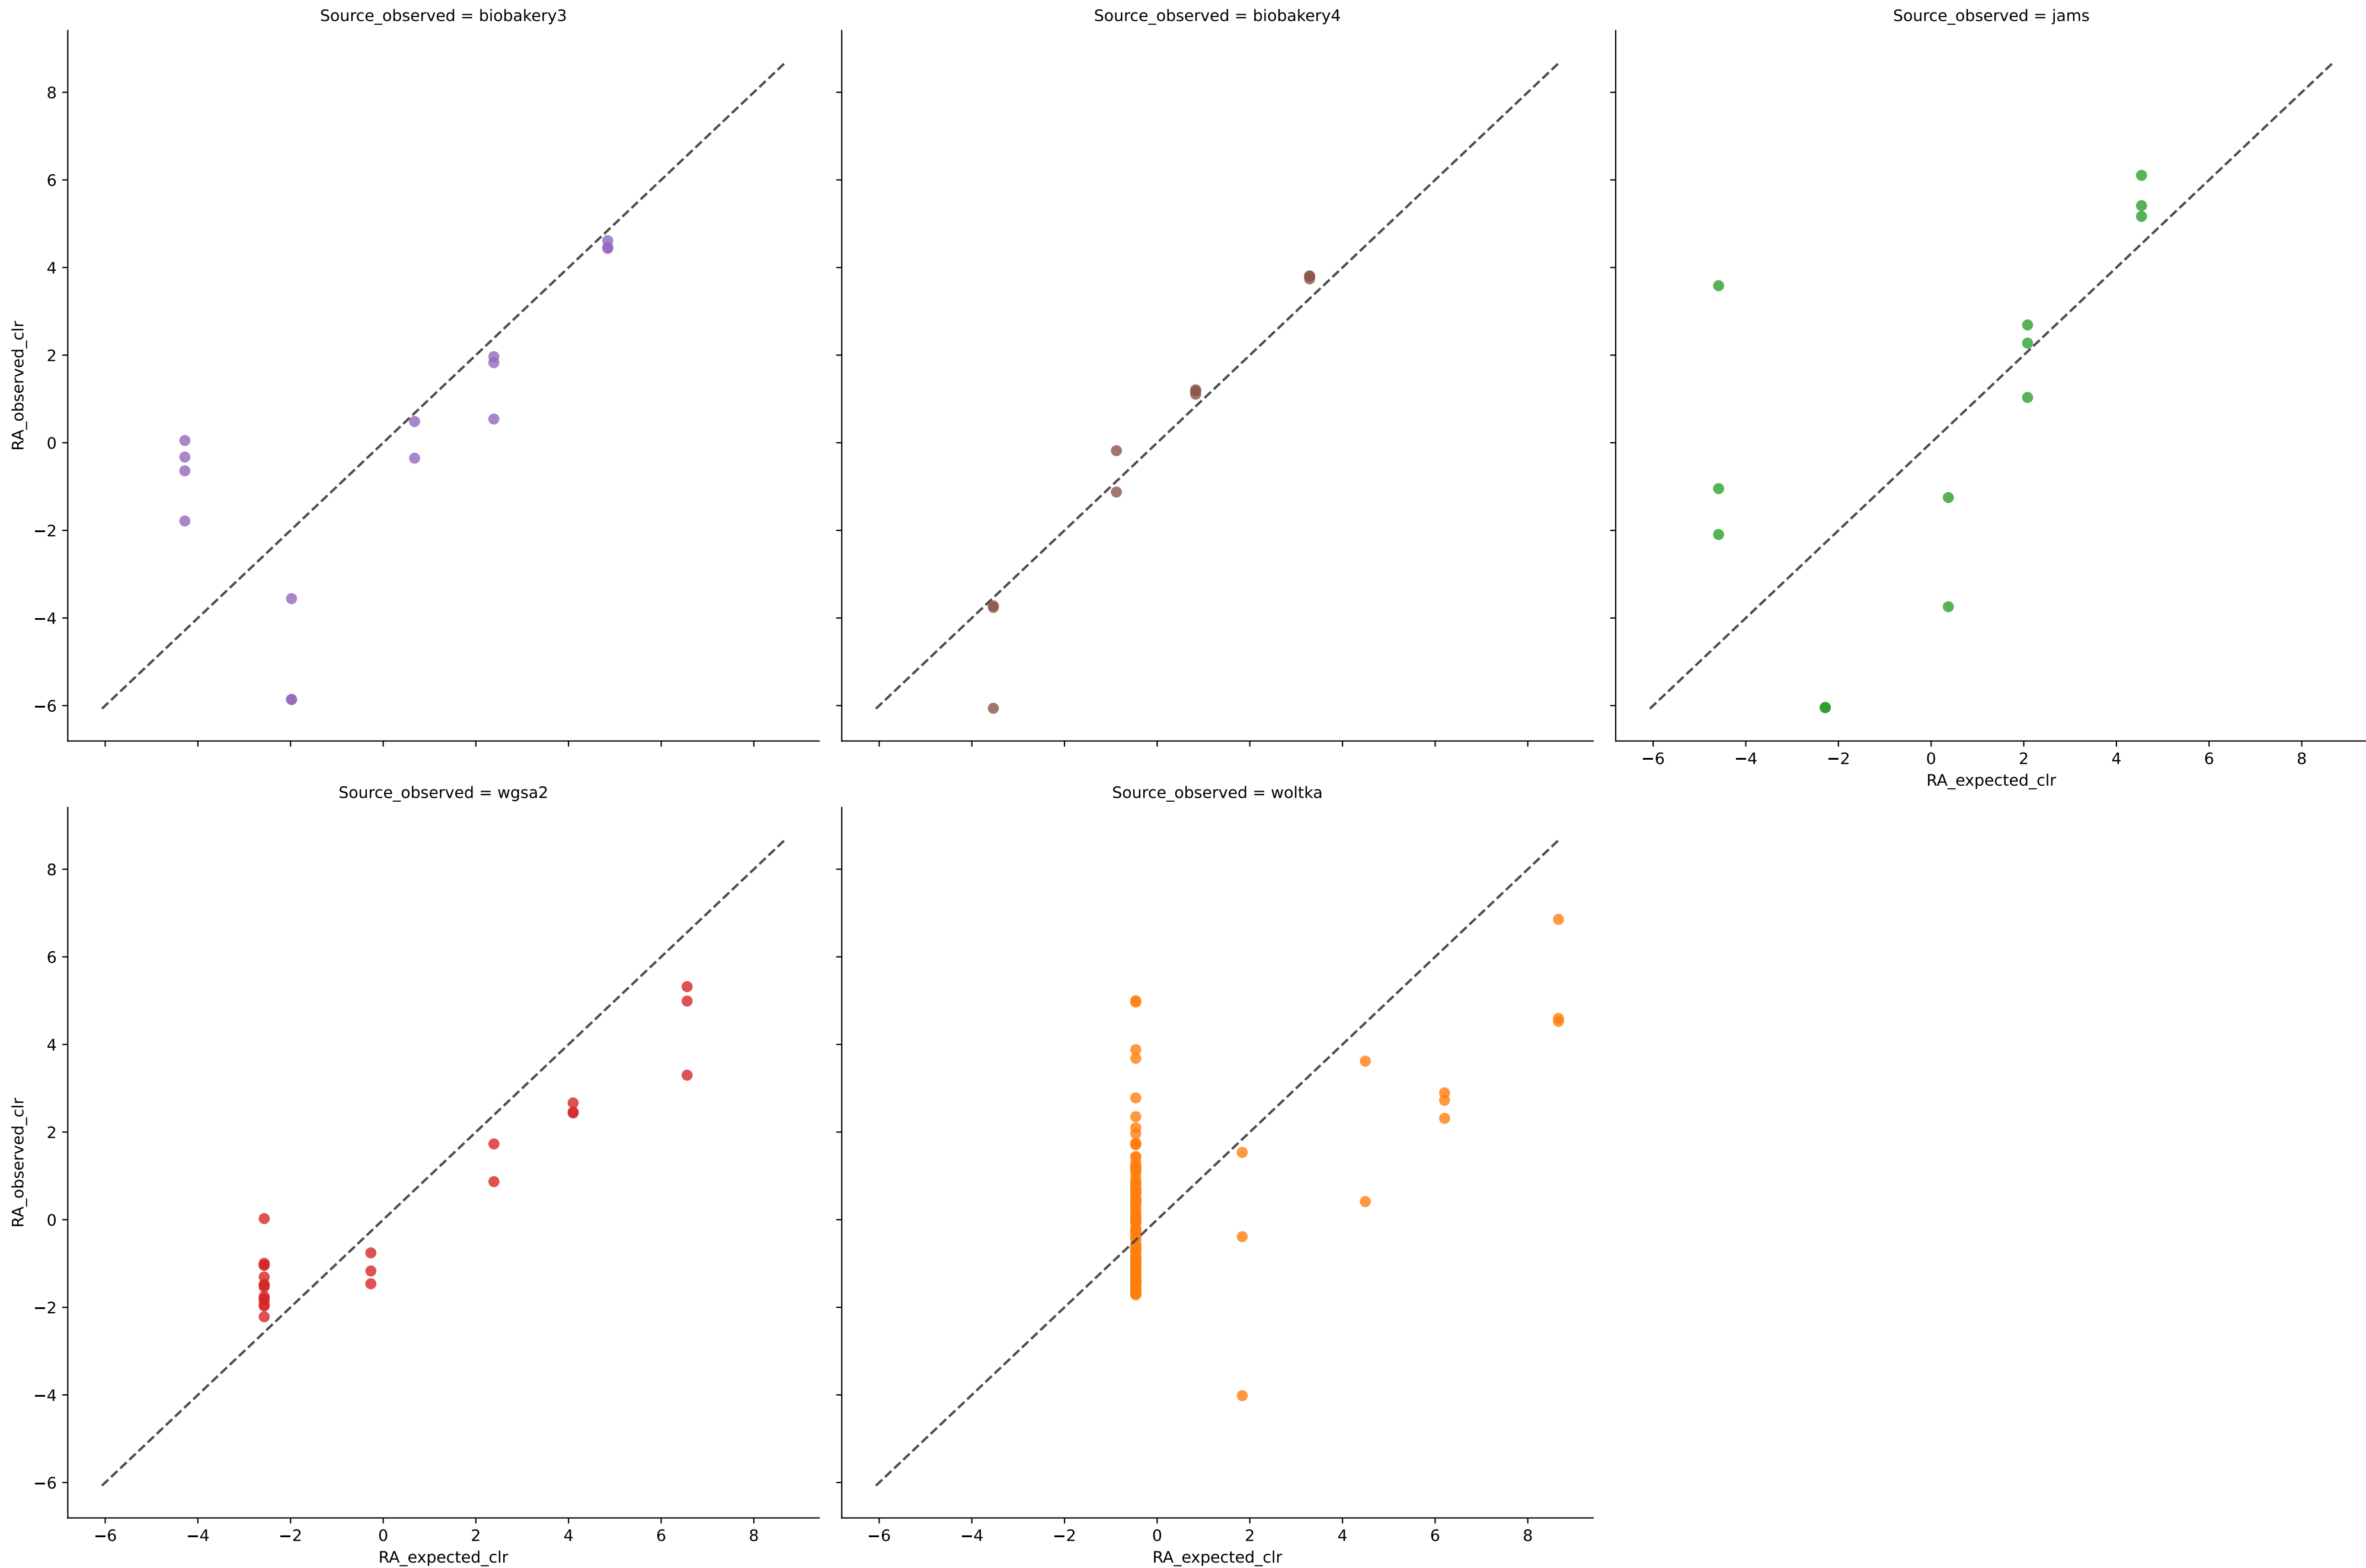 Source_observed = biobakery3
Source_observed = biobakery4
Source_observed = jams
RA_observed_clr
8
6
4
2
0
−2
−4
−6
−6 −4 −2 0 2 4 6 8
RA_expected_clr
Source_observed = wgsa2
Source_observed = woltka
RA_observed_clr
8
6
4
2
0
−2
−4
−6
−6 −4 −2 0 2 4 6 8
RA_expected_clr
−6 −4 −2 0 2 4 6 8
RA_expected_clr